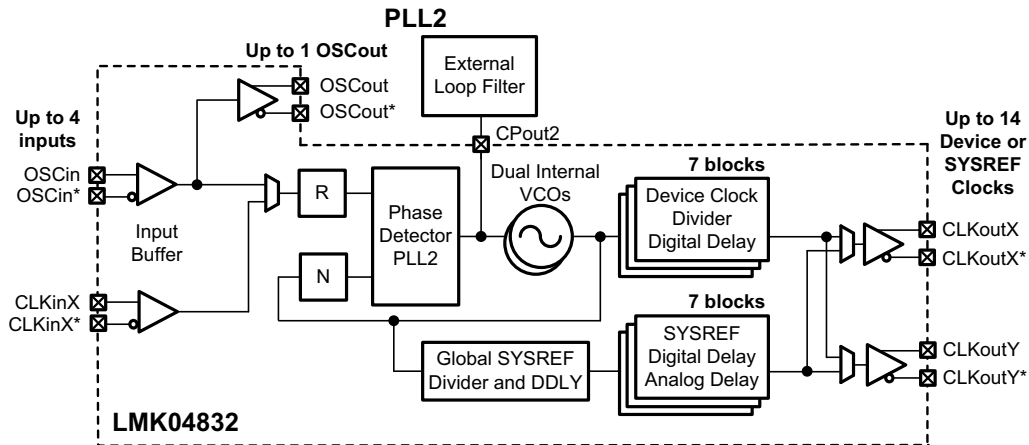 PLL2
Up to 1 OSCout
External
Loop Filter
OSCout
OSCout*
Up to 4
inputs
CPout2
Up to 14
Device or
SYSREF
Clocks
OSCin
OSCin*
Input
Buffer
R
Phase
Detector
PLL2
Dual Internal
VCOs
7 blocks
Device Clock
Divider
Digital Delay
CLKoutX
CLKoutX*
N
CLKinX
CLKinX*
7 blocks
SYSREF
Digital Delay
Analog Delay
Global SYSREF
Divider and DDLY
CLKoutY
CLKoutY*
LMK04832